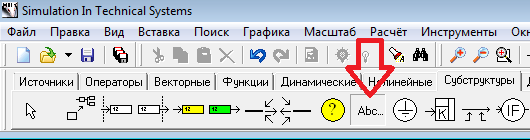 Simulation In Technical Systems
Файл Правка Вид Вставка Поиск Графика Масштаб Расчёт Инструменты
Источники Операторы Векторные Функции Динамические Нелинейные Субструктуры
12 12 12 12 ? Abc... K IF